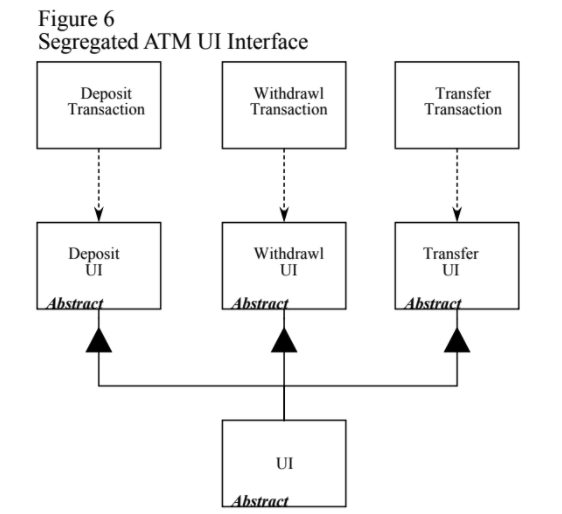 Figure 6
Segregated ATM UI Interface
Deposit
Transaction
Withdrawl
Transaction
Transfer
Transaction
Deposit
UI
Abstract
Withdrawl
UI
Abstract
Transfer
UI
Abstract
UI
Abstract